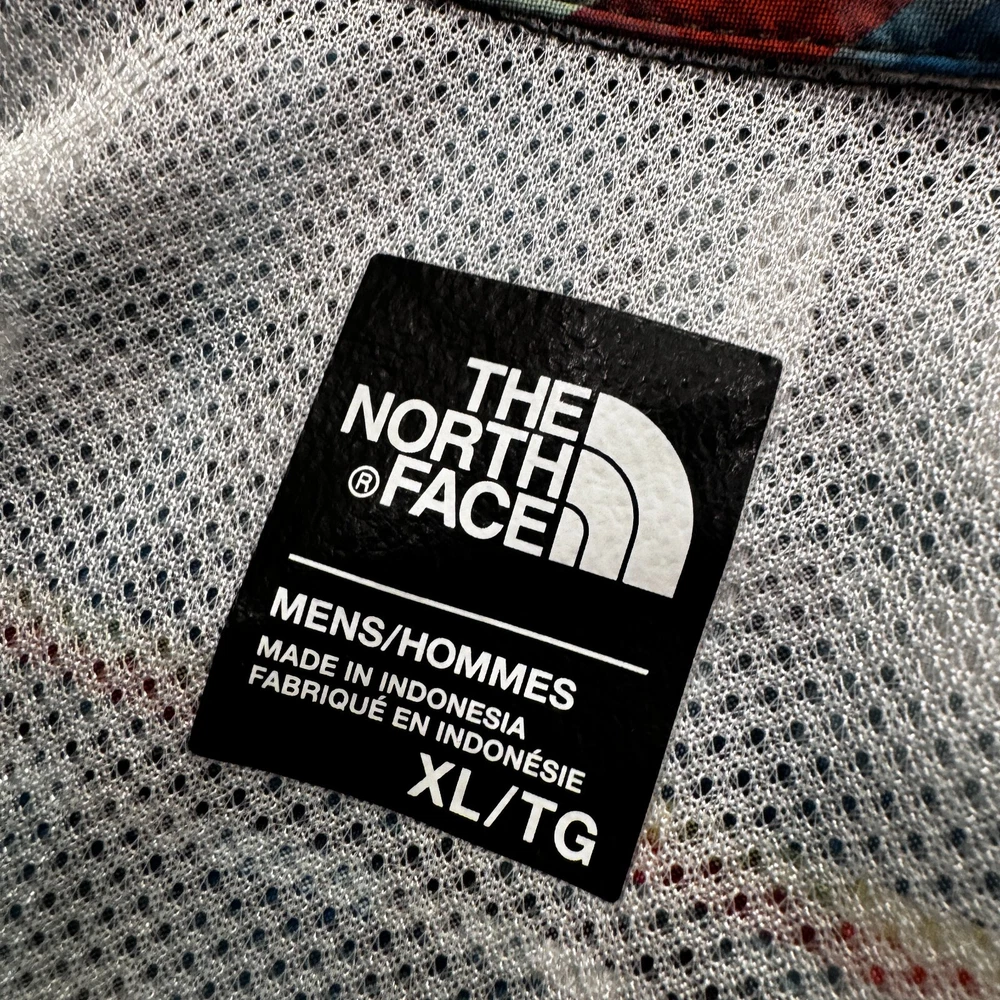 THE
NORTH
®FACE
MENS/HOMMES
MADE IN INDONESIA
FABRIQUÉ EN INDONÉSIE
XL/TG